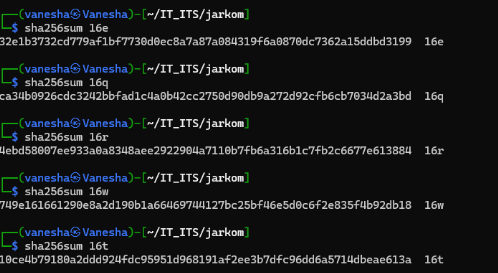 ┌──(vanesha㉿Vanesha)-[~/IT_ITS/jarkom]
└─$ sha256sum 16e
32e1b3732cd779af1bf7730d0ec8a7a87a084319f6a0870dc7362a15ddbd3199  16e
┌──(vanesha㉿Vanesha)-[~/IT_ITS/jarkom]
└─$ sha256sum 16q
ca34b0926cdc3242bbfad1c4a0b42cc2750d90db9a272d92cfb6cb7034d2a3bd  16q
┌──(vanesha㉿Vanesha)-[~/IT_ITS/jarkom]
└─$ sha256sum 16r
4ebd58007ee933a0a8348aee2922904a7110b7fb6a316b1c7fb2c6677e613884  16r
┌──(vanesha㉿Vanesha)-[~/IT_ITS/jarkom]
└─$ sha256sum 16w
749e161661290e8a2d190b1a66469744127bc25bf46e5d0c6f2e835f4b92db18  16w
┌──(vanesha㉿Vanesha)-[~/IT_ITS/jarkom]
└─$ sha256sum 16t
10ce4b79180a2ddd924fdc95951d968191af2ee3b7dfc96dd6a5714dbeae613a  16t